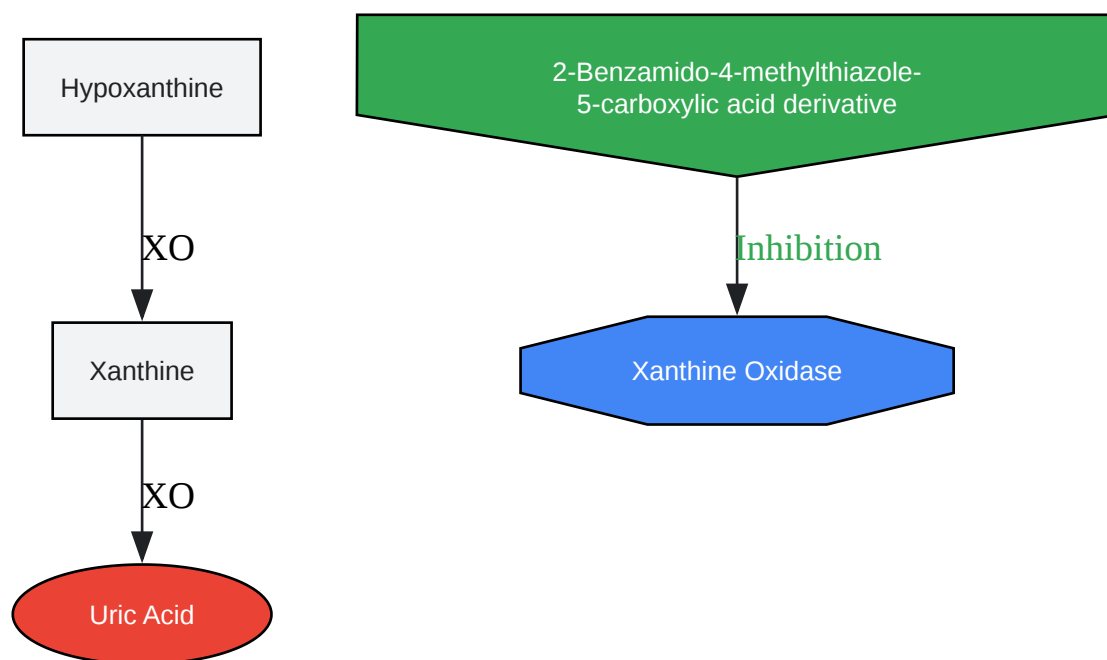 Hypoxanthine
XO
Xanthine
XO
Uric Acid
2-Benzamido-4-methylthiazole-
5-carboxylic acid derivative
Inhibition
Xanthine Oxidase